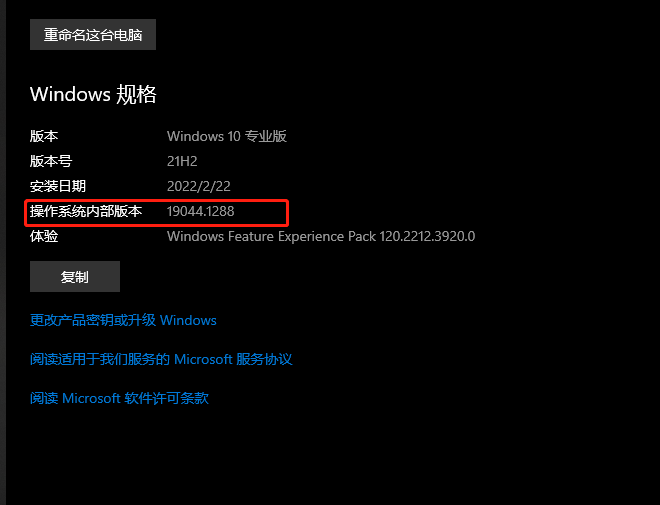 重命名这台电脑
Windows 规格
版本 Windows 10 专业版
版本号 21H2
安装日期 2022/2/22
操作系统内部版本 19044.1288
体验 Windows Feature Experience Pack 120.2212.3920.0
复制
更改产品密钥或升级 Windows
阅读适用于我们服务的 Microsoft 服务协议
阅读 Microsoft 软件许可条款